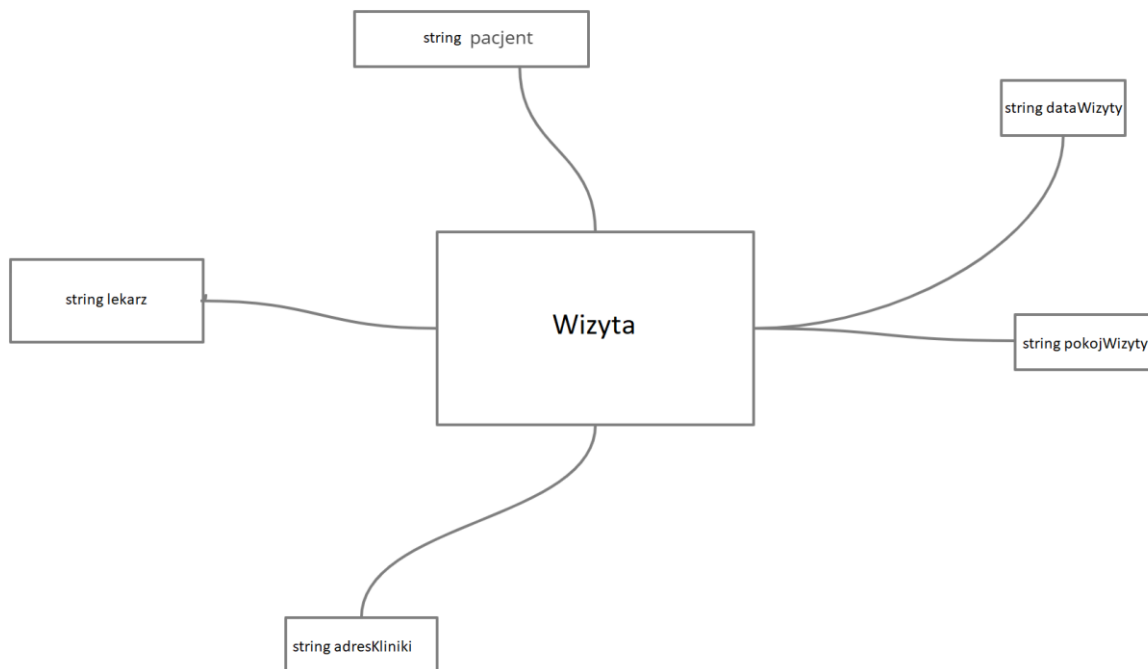 string pacjent
string dataWizyty
string lekarz
Wizyta
string pokojWizyty
string adresKliniki